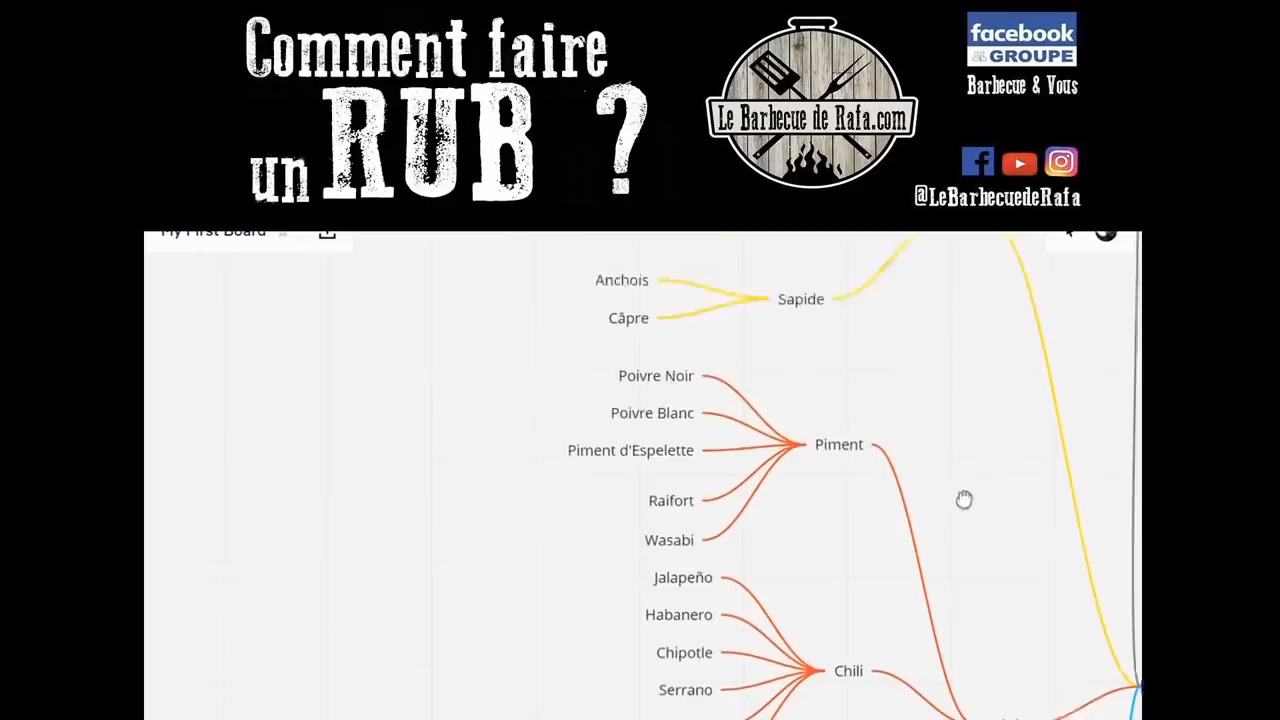 Comment faire
un RUB ?
Le Barbecue de Rafa.com
facebook
GROUPE
Barbecue & Vous
@LeBarbecuedeRafa
My First Board
Anchois
Sapide
Câpre
Poivre Noir
Poivre Blanc
Piment
Piment d'Espelette
Raifort
Wasabi
Jalapeño
Habanero
Chipotle
Chili
Serrano